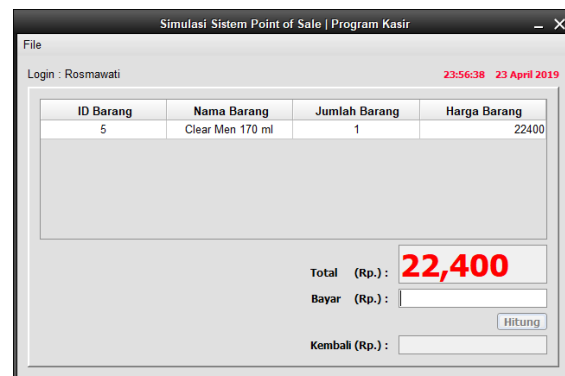 Simulasi Sistem Point of Sale | Program Kasir
File
Login : Rosmawati 23:56:38 23 April 2019
ID Barang Nama Barang Jumlah Barang Harga Barang
5 Clear Men 170 ml 1 22400
Total (Rp.) : 22,400
Bayar (Rp.) :
Hitung
Kembali (Rp.) :